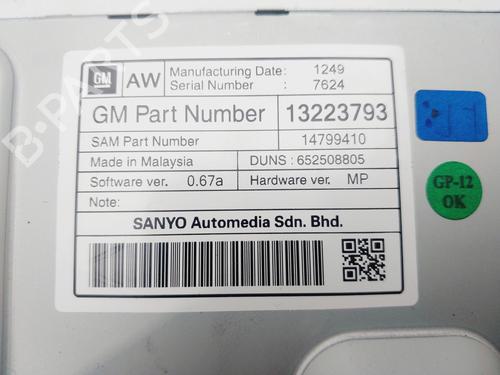 GM AW Manufacturing Date: 1249
Serial Number : 7624
GM Part Number 13223793
SAM Part Number 14799410
Made in Malaysia DUNS : 652508805
Software ver. 0.67a Hardware ver. MP
Note:
SANYO Automedia Sdn. Bhd.
GP-12
OK
B-PARTS